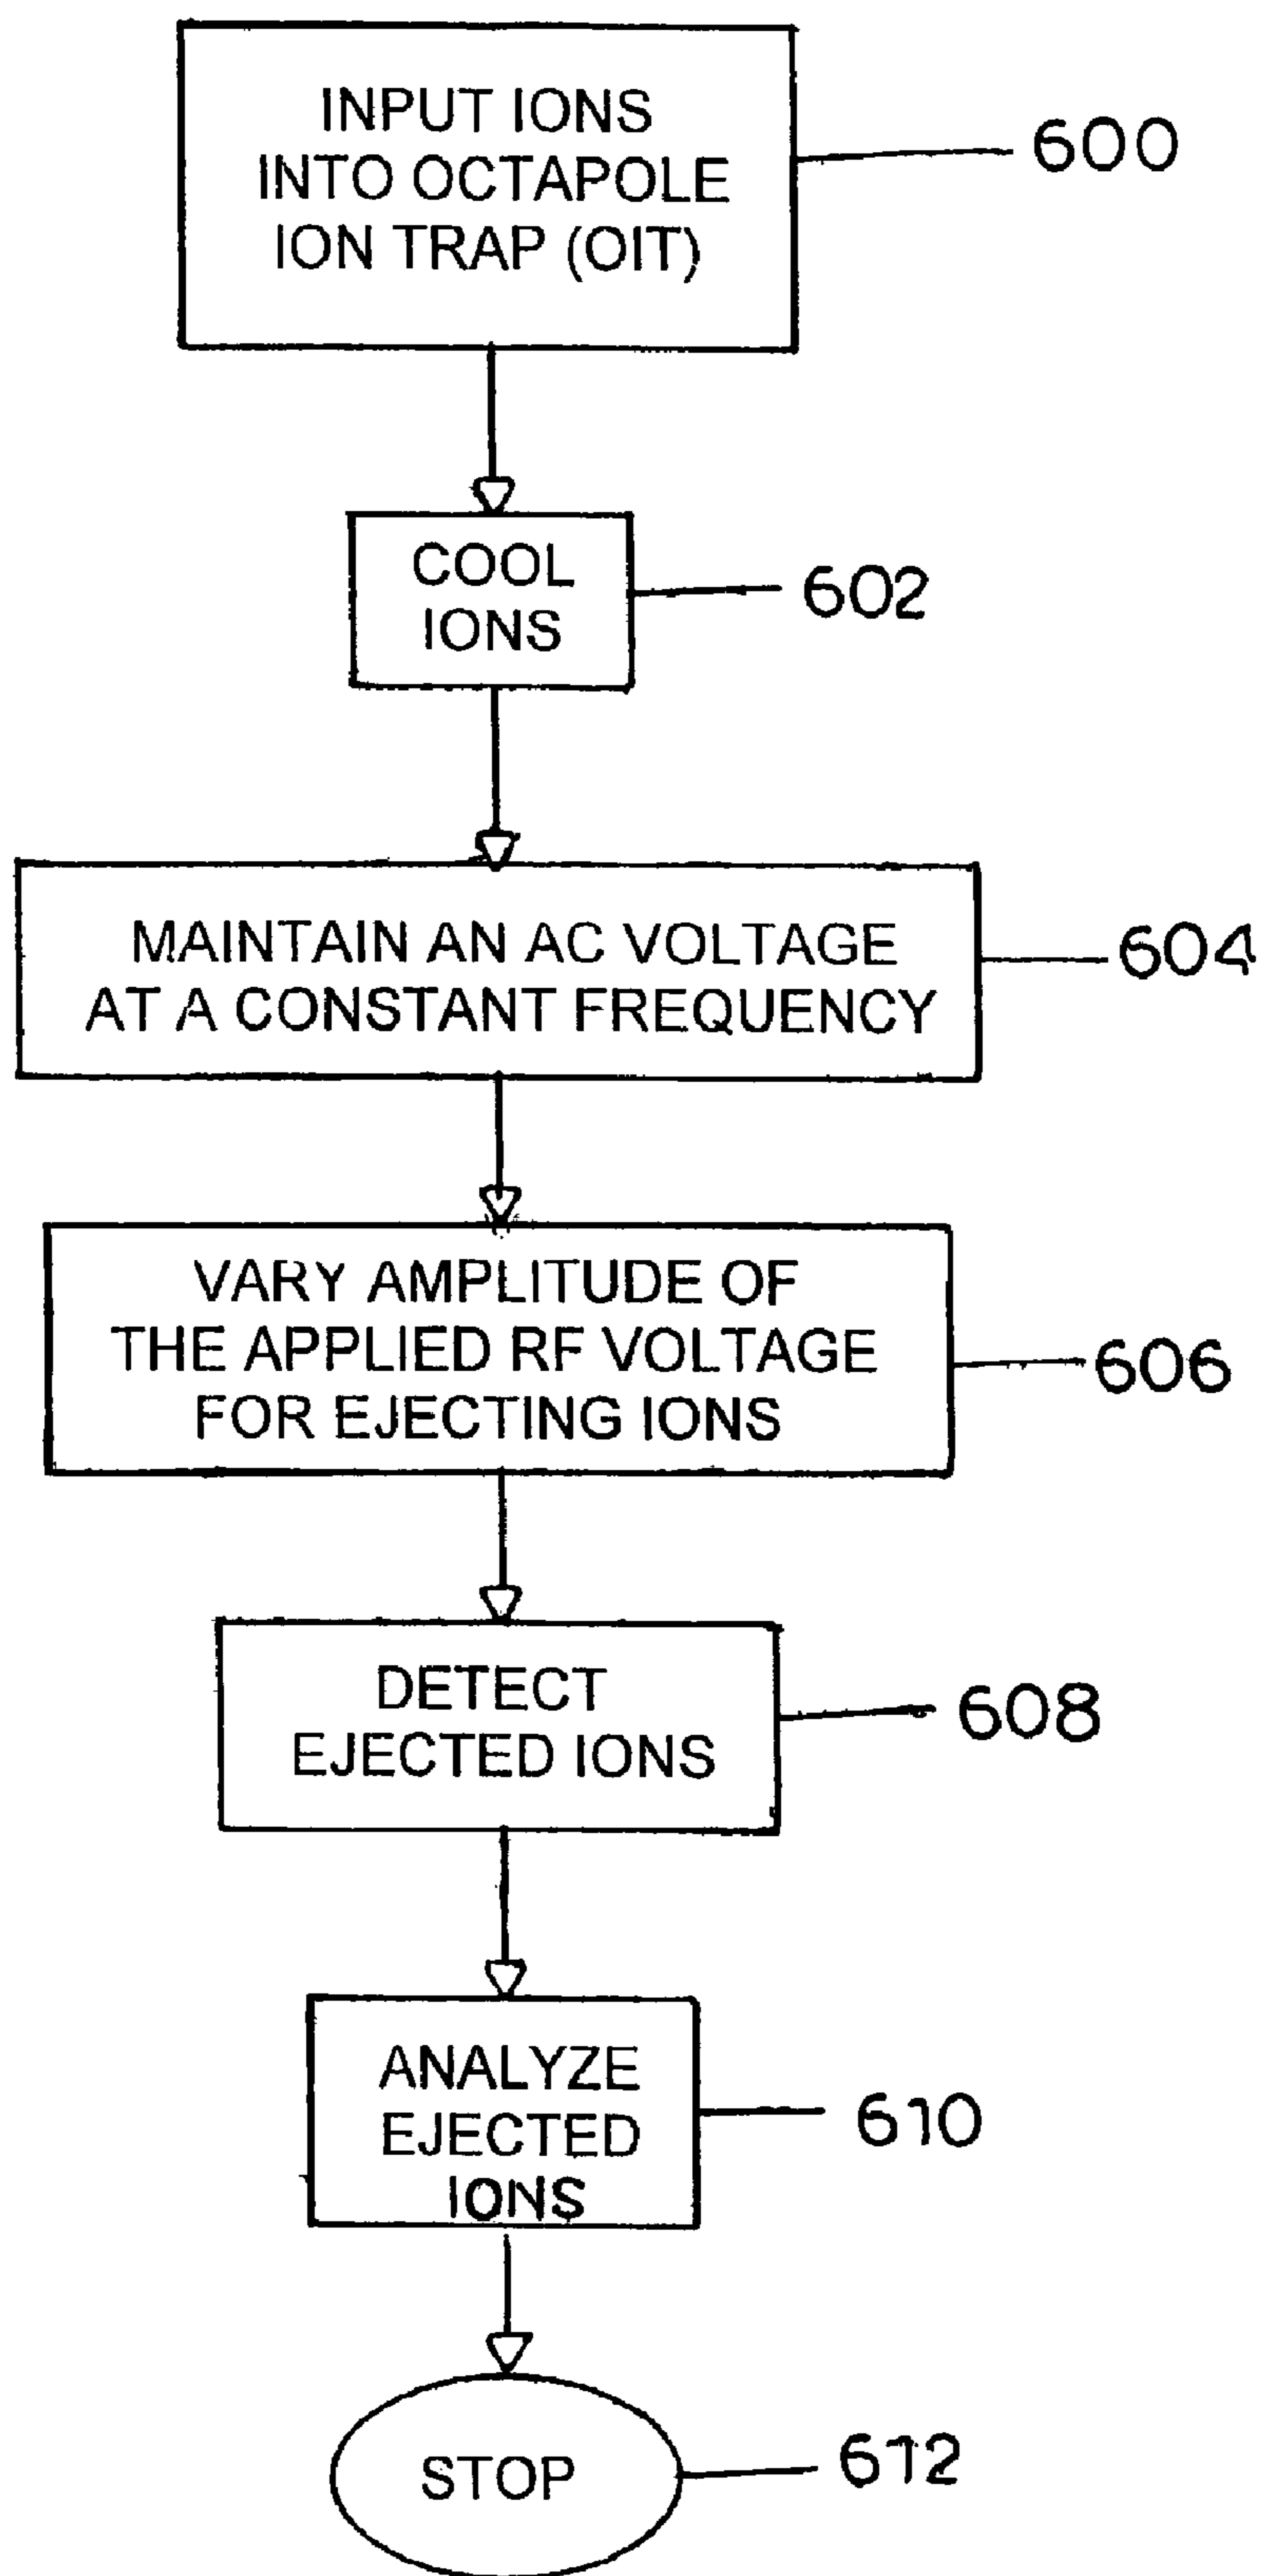 INPUT IONS
INTO OCTAPOLE
ION TRAP (OIT)
600
COOL
IONS
602
MAINTAIN AN AC VOLTAGE
AT A CONSTANT FREQUENCY
604
VARY AMPLITUDE OF
THE APPLIED RF VOLTAGE
FOR EJECTING IONS
606
DETECT
EJECTED IONS
608
ANALYZE
EJECTED
IONS
610
STOP
612